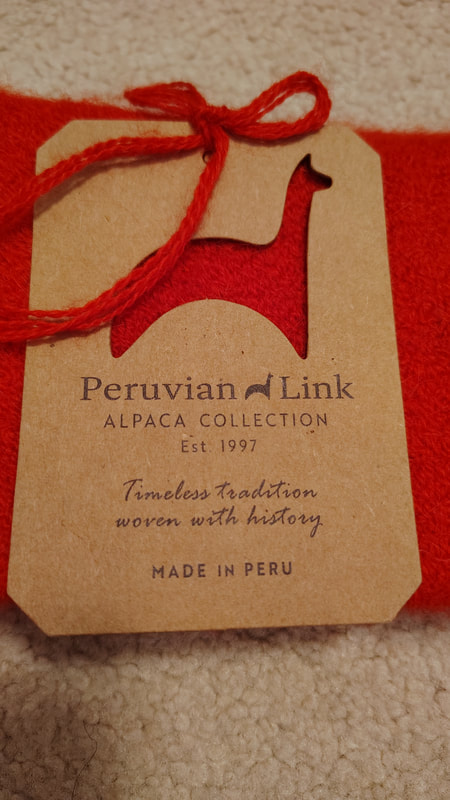 Peruvian Link
ALPACA COLLECTION
Est. 1997
Timeless tradition
woven with history
MADE IN PERU